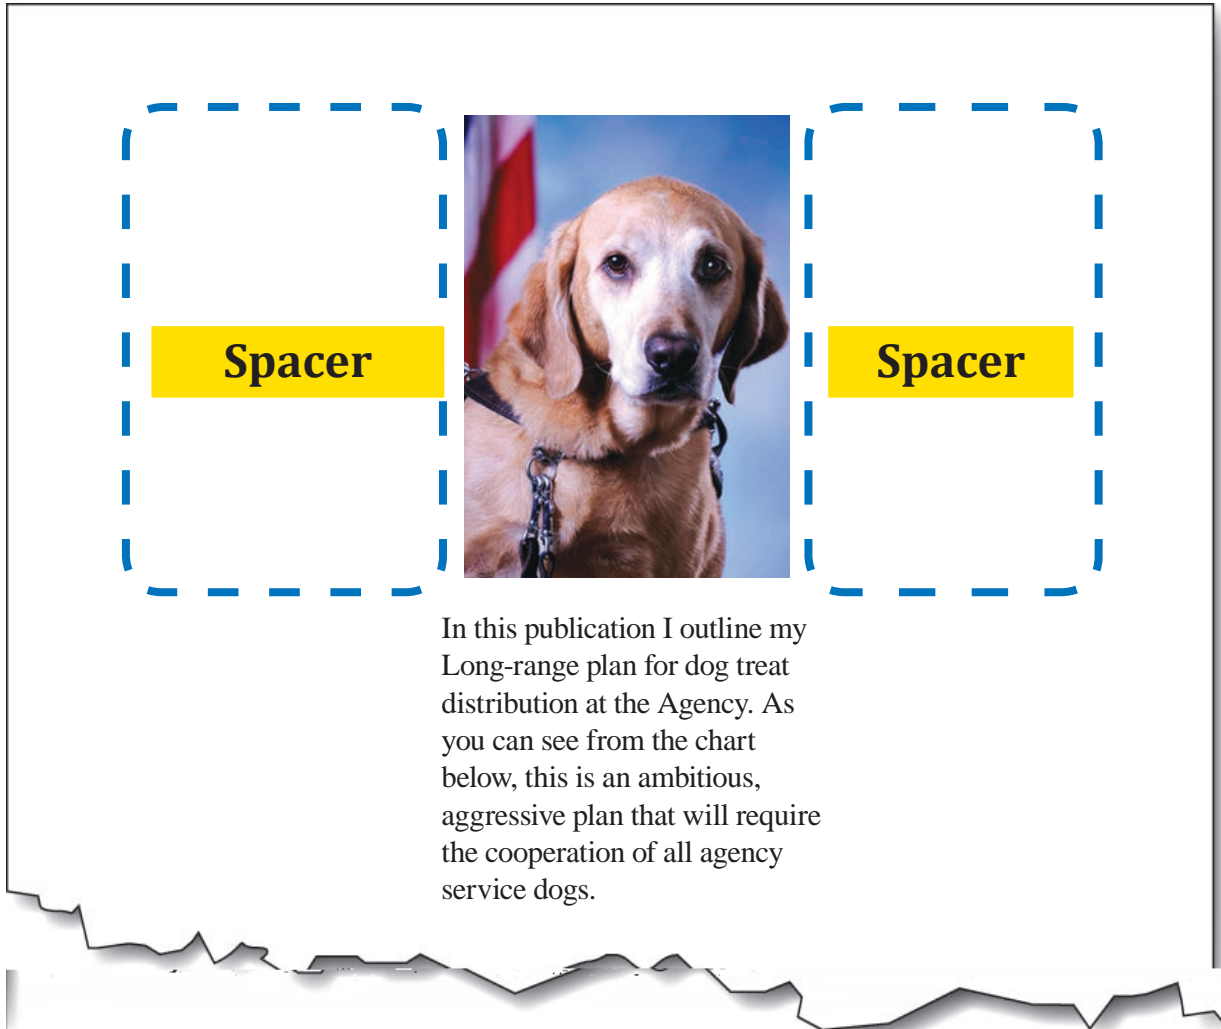 Spacer
Spacer
In this publication I outline my
Long-range plan for dog treat
distribution at the Agency. As
you can see from the chart
below, this is an ambitious,
aggressive plan that will require
the cooperation of all agency
service dogs.